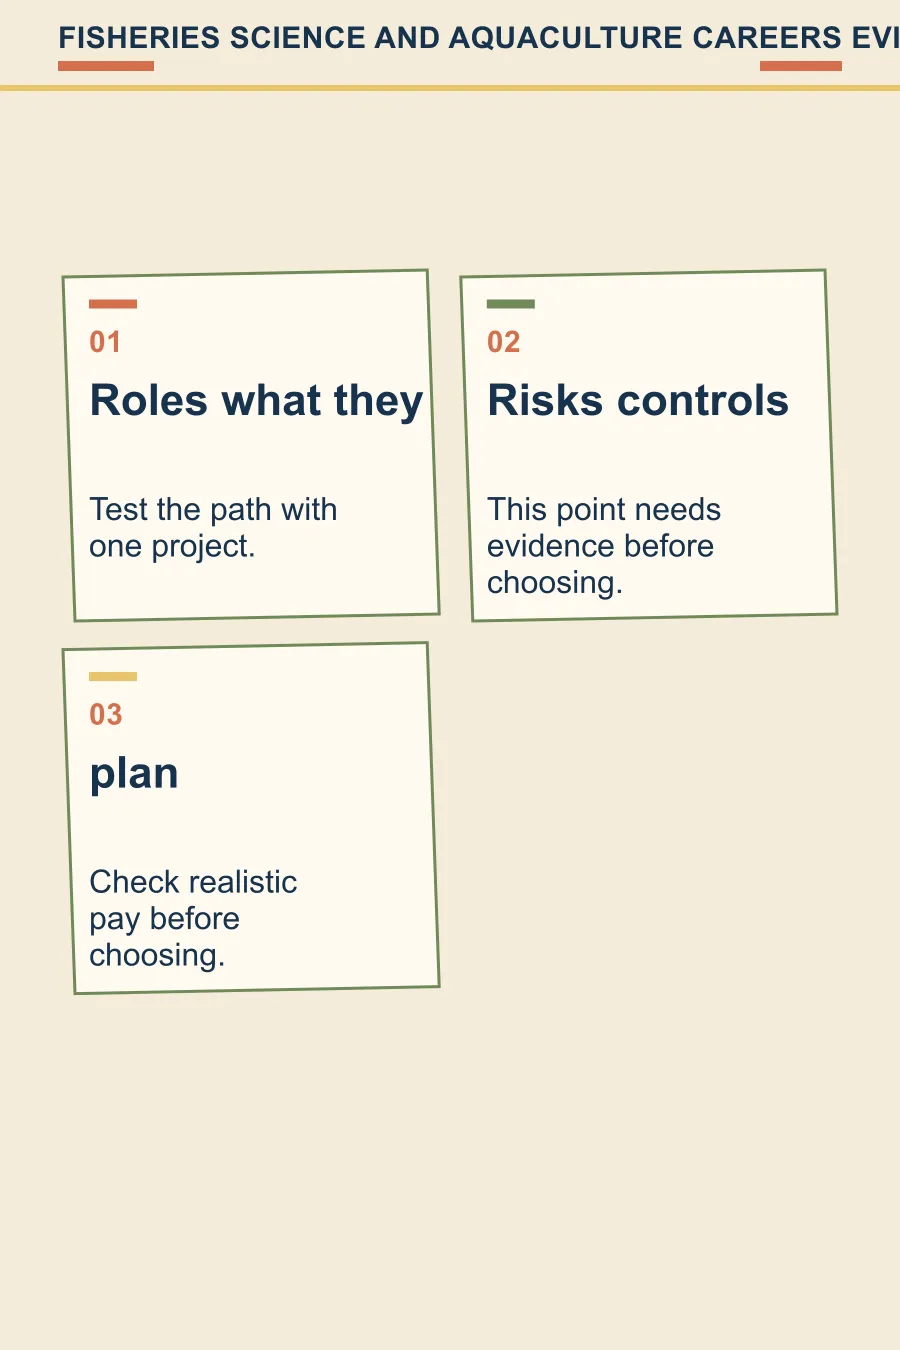 FISHERIES SCIENCE AND AQUACULTURE CAREERS EVI
01
Roles what they
Test the path with
one project.
02
Risks controls
This point needs
evidence before
choosing.
03
plan
Check realistic
pay before
choosing.